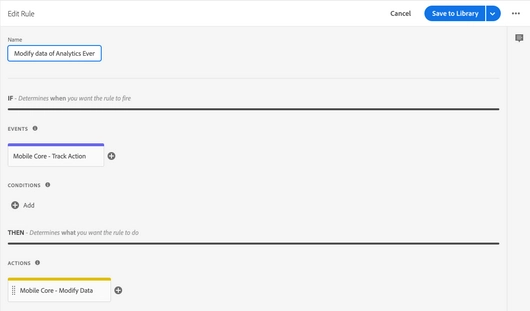 Edit Rule
Cancel
Save to Library
Name
Modify data of Analytics Ever
IF - Determines when you want the rule to fire
EVENTS
Mobile Core - Track Action
CONDITIONS
Add
THEN - Determines what you want the rule to do
ACTIONS
Mobile Core - Modify Data